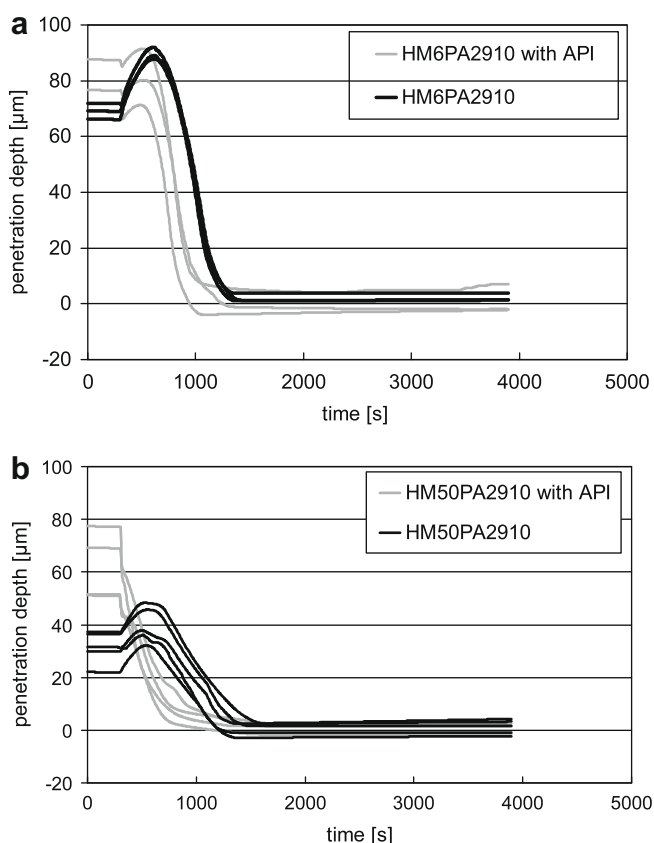 a
100
80
60
40
20
0
-20
penetration depth [µm]
HM6PA2910 with API
HM6PA2910
0 1000 2000 3000 4000 5000
time [s]
b
100
80
60
40
20
0
-20
penetration depth [µm]
HM50PA2910 with API
HM50PA2910
0 1000 2000 3000 4000 5000
time [s]